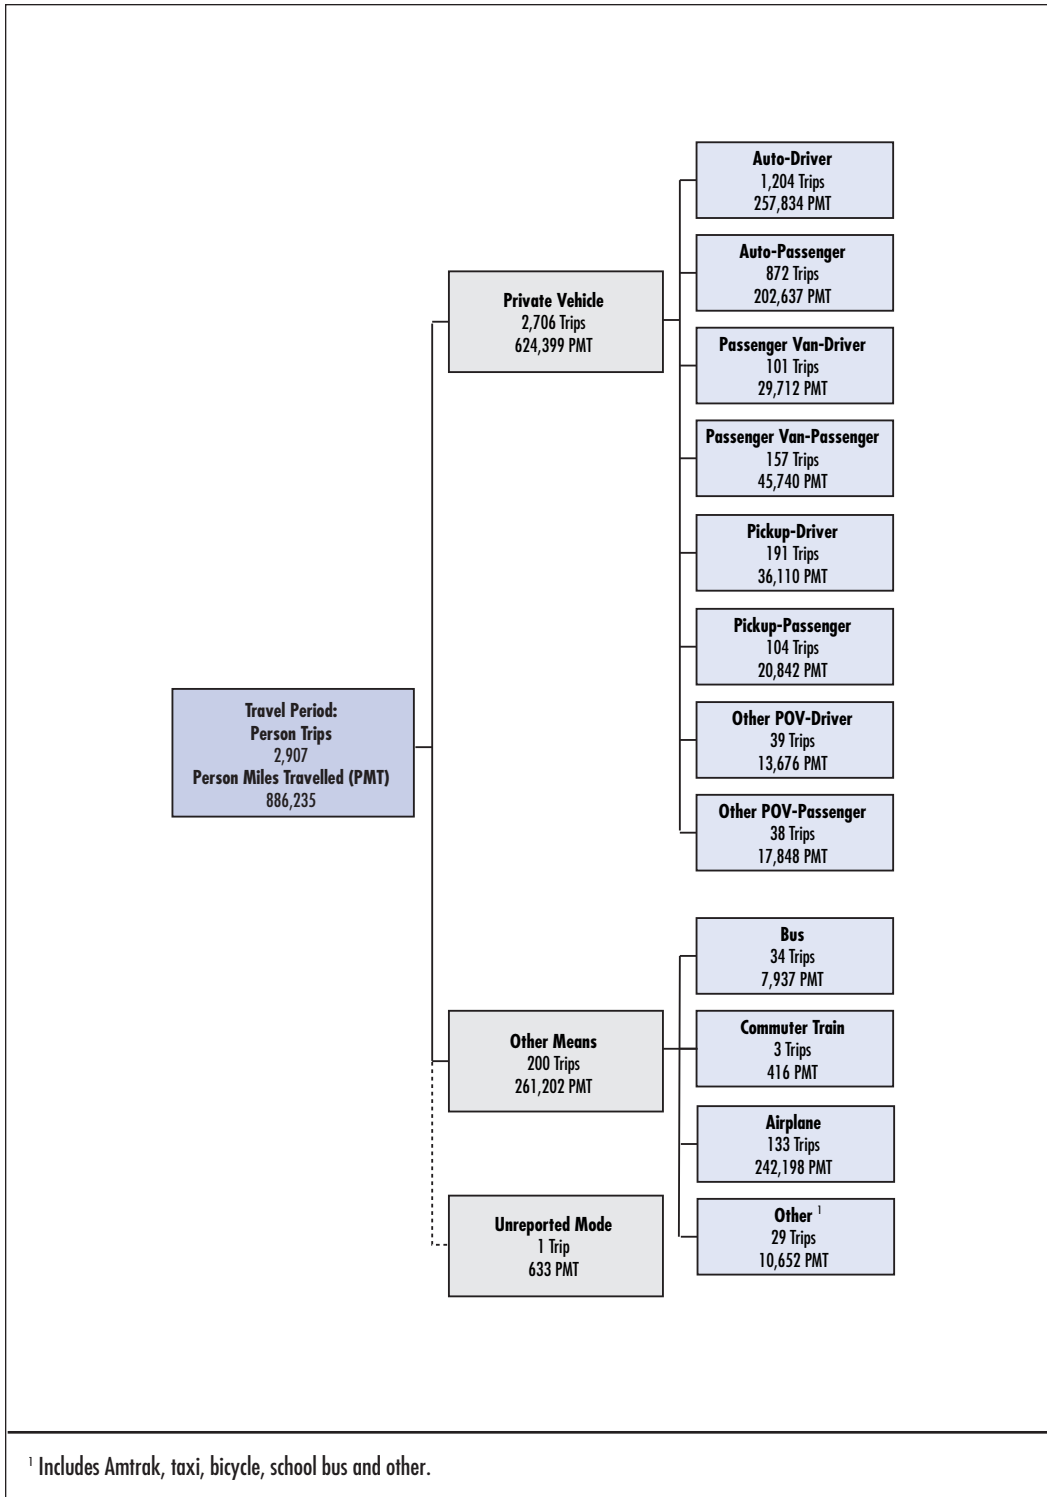 Auto-Driver
1,204 Trips
257,834 PMT
Auto-Passenger
872 Trips
202,637 PMT
Private Vehicle
2,706 Trips
624,399 PMT
Passenger Van-Driver
101 Trips
29,712 PMT
Passenger Van-Passenger
157 Trips
45,740 PMT
Pickup-Driver
191 Trips
36,110 PMT
Pickup-Passenger
104 Trips
20,842 PMT
Travel Period:
Person Trips
2,907
Person Miles Travelled (PMT)
886,235
Other POV-Driver
39 Trips
13,676 PMT
Other POV-Passenger
38 Trips
17,848 PMT
Bus
34 Trips
7,937 PMT
Other Means
200 Trips
261,202 PMT
Commuter Train
3 Trips
416 PMT
Airplane
133 Trips
242,198 PMT
Unreported Mode
1 Trip
633 PMT
Other 1
29 Trips
10,652 PMT
1 Includes Amtrak, taxi, bicycle, school bus and other.